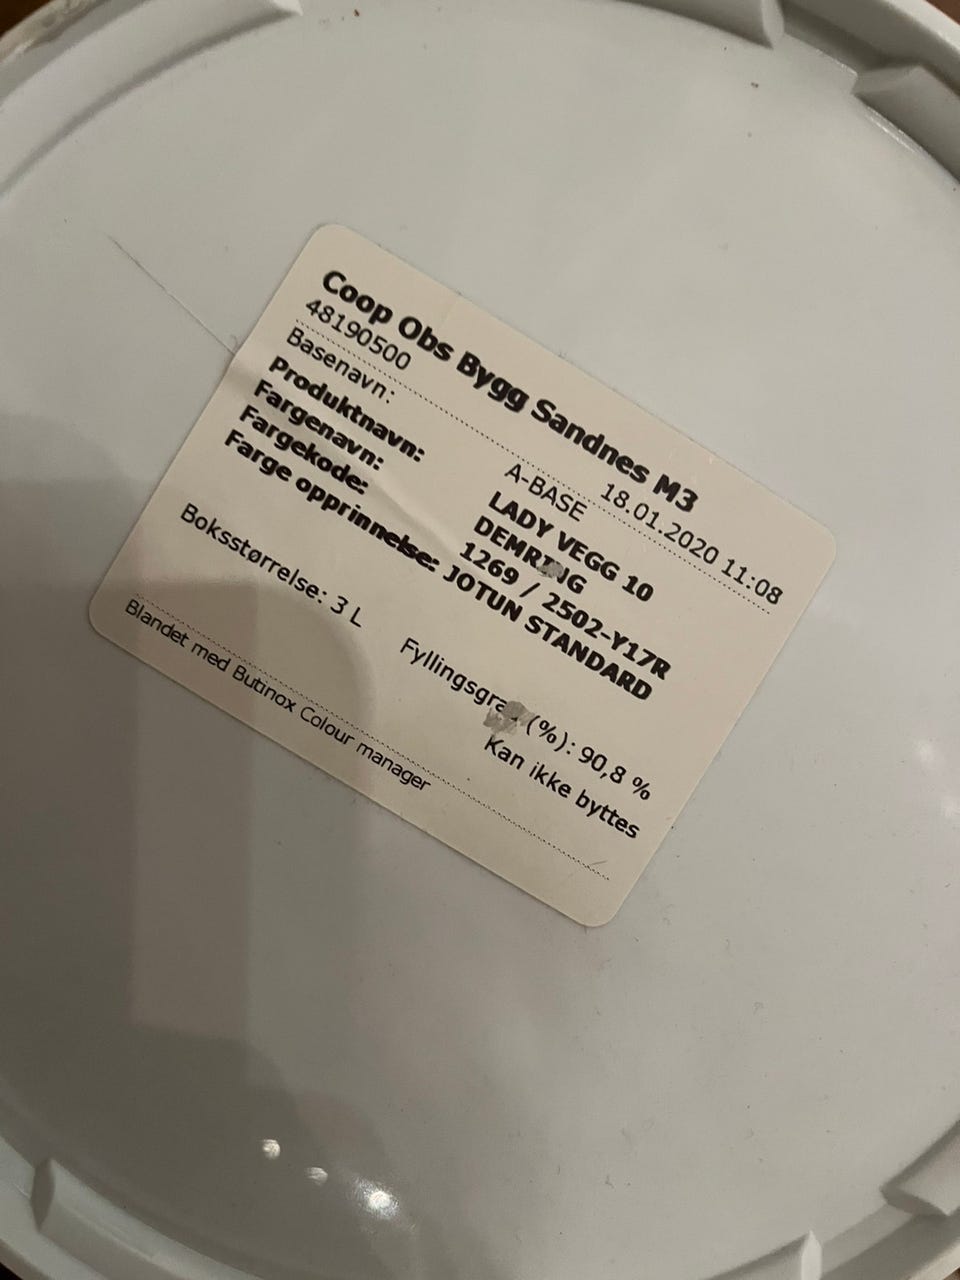 Coop Obs Bygg Sandnes M3
48190500 18.01.2020 11:08
Basenavn: A-BASE
Produktnavn: LADY VEGG 10
Fargenavn: DEMRING
Fargekode: 1269 / 2502-Y17R
Farge opprinnelse: JOTUN STANDARD
Boksstørrelse: 3 L Fyllingsgrad (%): 90,8 %
Kan ikke byttes
Blandet med Butinox Colour manager